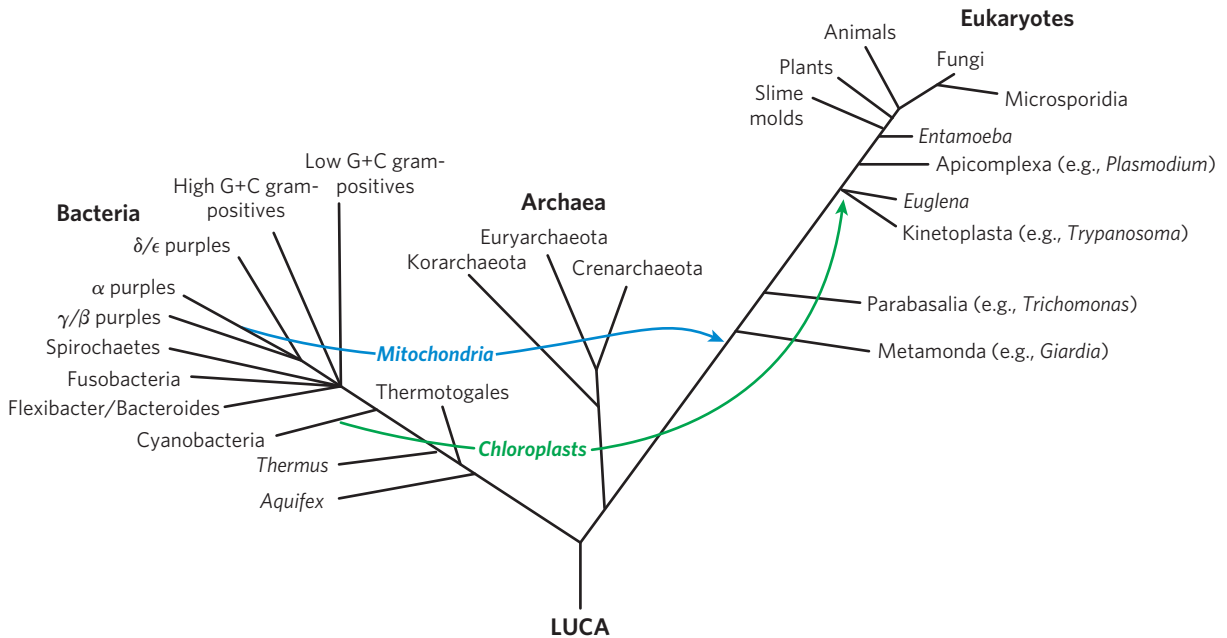 Eukaryotes
Animals
Fungi
Plants
Microsporidia
Slime
molds
Entamoeba
Apicomplexa (e.g., Plasmodium)
Euglena
Kinetoplasta (e.g., Trypanosoma)
Parabasalia (e.g., Trichomonas)
Metamonda (e.g., Giardia)
Archaea
Euryarchaeota
Korarchaeota
Crenarchaeota
Bacteria
Low G+C gram-
positives
High G+C gram-
positives
δ/ϵ purples
α purples
γ/β purples
Spirochaetes
Fusobacteria
Flexibacter/Bacteroides
Cyanobacteria
Thermus
Aquifex
Thermotogales
Mitochondria
Chloroplasts
LUCA